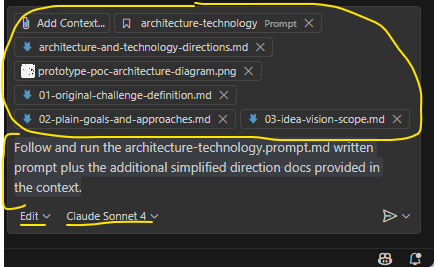 Add Context... architecture-technology Prompt
architecture-and-technology-directions.md
prototype-poc-architecture-diagram.png
01-original-challenge-definition.md
02-plain-goals-and-approaches.md 03-idea-vision-scope.md
Follow and run the architecture-technology.prompt.md written
prompt plus the additional simplified direction docs provided in
the context.
Edit Claude Sonnet 4